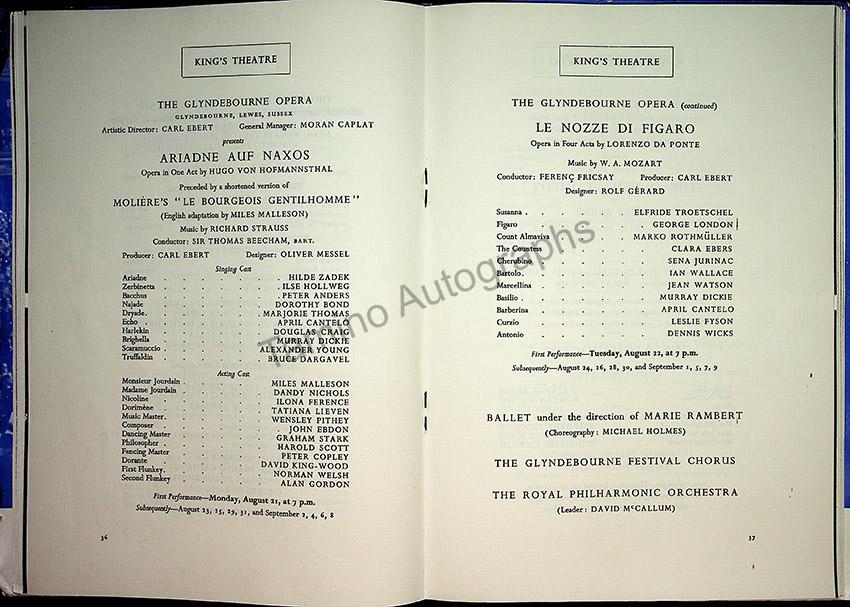 KING'S THEATRE
THE GLYNDEBOURNE OPERA
GLYNDEBOURNE, LEWES, SUSSEX
Artistic Director: CARL EBERT General Manager: MORAN CAPLAT
presents
ARIADNE AUF NAXOS
Opera in One Act by HUGO VON HOFMANNSTHAL
Preceded by a shortened version of
MOLIÈRE'S "LE BOURGEOIS GENTILHOMME"
(English adaptation by MILES MALLESON)
Music by RICHARD STRAUSS
Conductor: SIR THOMAS BEECHAM, BART.
Producer: CARL EBERT Designer: OLIVER MESSEL
Singing Cast
Ariadne . . . . . . HILDE ZADEK
Zerbinetta . . . . . . ILSE HOLLWEG
Bacchus . . . . . . PETER ANDERS
Najade . . . . . . DOROTHY BOND
Dryade . . . . . . MARJORIE THOMAS
Echo . . . . . . APRIL CANTELO
Harlekin . . . . . . DOUGLAS CRAIG
Brighella . . . . . . MURRAY DICKIE
Scaramuccio . . . . . . ALEXANDER YOUNG
Truffaldin . . . . . . BRUCE DARGAVEL
Acting Cast
Monsieur Jourdain . . . . . . MILES MALLESON
Madame Jourdain . . . . . . DANDY NICHOLS
Nicoline . . . . . . ILONA FERENCE
Dorimène . . . . . . TATIANA LIEVEN
Music Master . . . . . . WENSLEY PITHEY
Composer . . . . . . JOHN EBDON
Dancing Master . . . . . . GRAHAM STARK
Philosopher . . . . . . HAROLD SCOTT
Fencing Master . . . . . . PETER COPLEY
Dorante . . . . . . DAVID KING-WOOD
First Flunkey . . . . . . NORMAN WELSH
Second Flunkey . . . . . . ALAN GORDON
First Performance—Monday, August 21, at 7 p.m.
Subsequently—August 23, 25, 29, 31, and September 2, 4, 6, 8
36
KING'S THEATRE
THE GLYNDEBOURNE OPERA (continued)
LE NOZZE DI FIGARO
Opera in Four Acts by LORENZO DA PONTE
Music by W. A. MOZART
Conductor: FERENÇ FRICSAY Producer: CARL EBERT
Designer: ROLF GÉRARD
Susanna . . . . . . ELFRIDE TROETSCHEL
Figaro . . . . . . GEORGE LONDON
Count Almaviva . . . . . . MARKO ROTHMÜLLER
The Countess . . . . . . CLARA EBERS
Cherubino . . . . . . SENA JURINAC
Bartolo . . . . . . IAN WALLACE
Marcellina . . . . . . JEAN WATSON
Basilio . . . . . . MURRAY DICKIE
Barberina . . . . . . APRIL CANTELO
Curzio . . . . . . LESLIE FYSON
Antonio . . . . . . DENNIS WICKS
First Performance—Tuesday, August 22, at 7 p.m.
Subsequently—August 24, 26, 28, 30, and September 1, 5, 7, 9
BALLET under the direction of MARIE RAMBERT
(Choreography: MICHAEL HOLMES)
THE GLYNDEBOURNE FESTIVAL CHORUS
THE ROYAL PHILHARMONIC ORCHESTRA
(Leader: DAVID McCALLUM)
37
Autographs